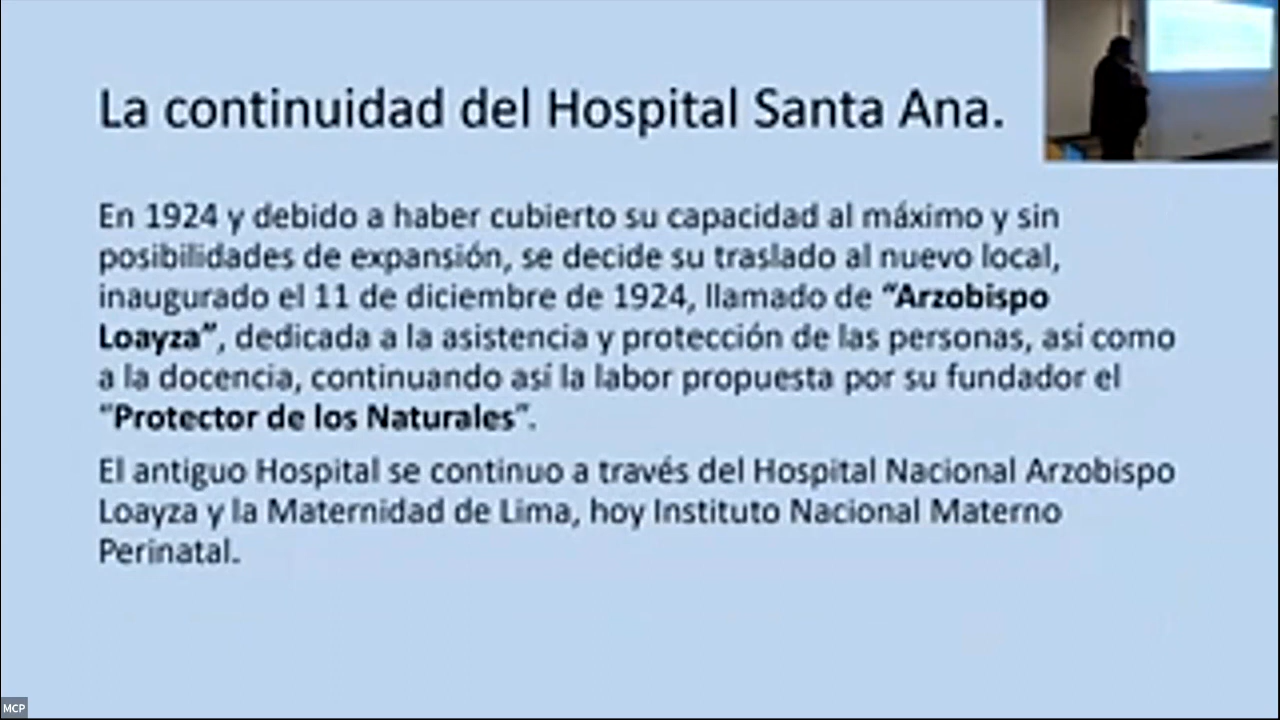 La continuidad del Hospital Santa Ana.
En 1924 y debido a haber cubierto su capacidad al máximo y sin
posibilidades de expansión, se decide su traslado al nuevo local,
inaugurado el 11 de diciembre de 1924, llamado de “Arzobispo
Loayza”, dedicada a la asistencia y protección de las personas, así como
a la docencia, continuando así la labor propuesta por su fundador el
“Protector de los Naturales”.
El antiguo Hospital se continuo a través del Hospital Nacional Arzobispo
Loayza y la Maternidad de Lima, hoy Instituto Nacional Materno
Perinatal.
MCP